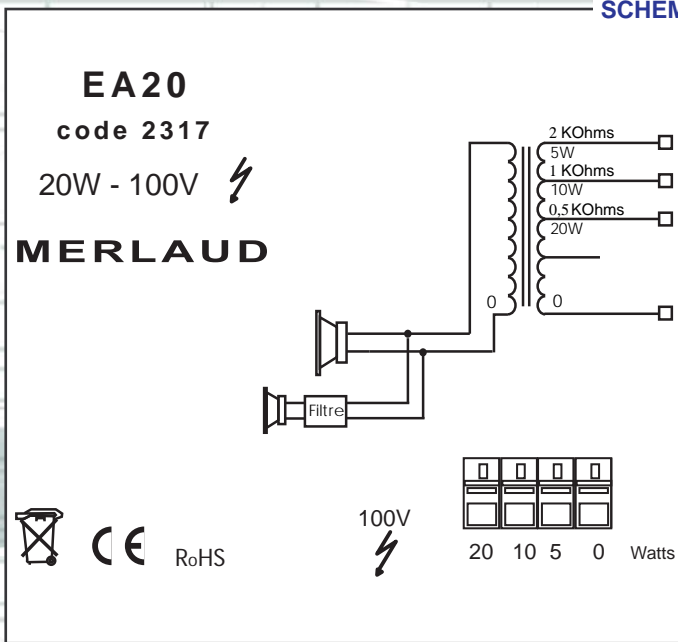 SCHEM
EA20
code 2317
20W - 100V
MERLAUD
2 KOhms
5W
1 KOhms
10W
0,5 KOhms
20W
0
0
Filtre
100V
20 10 5 0 Watts
CE RoHS